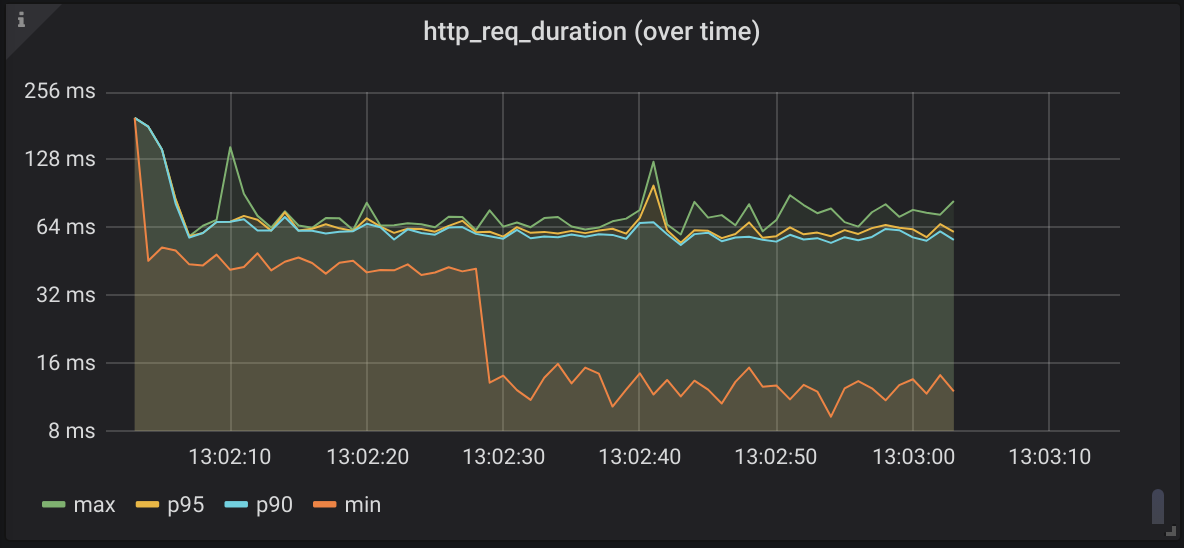 i
http_req_duration (over time)
256 ms
128 ms
64 ms
32 ms
16 ms
8 ms
13:02:10 13:02:20 13:02:30 13:02:40 13:02:50 13:03:00 13:03:10
max p95 p90 min